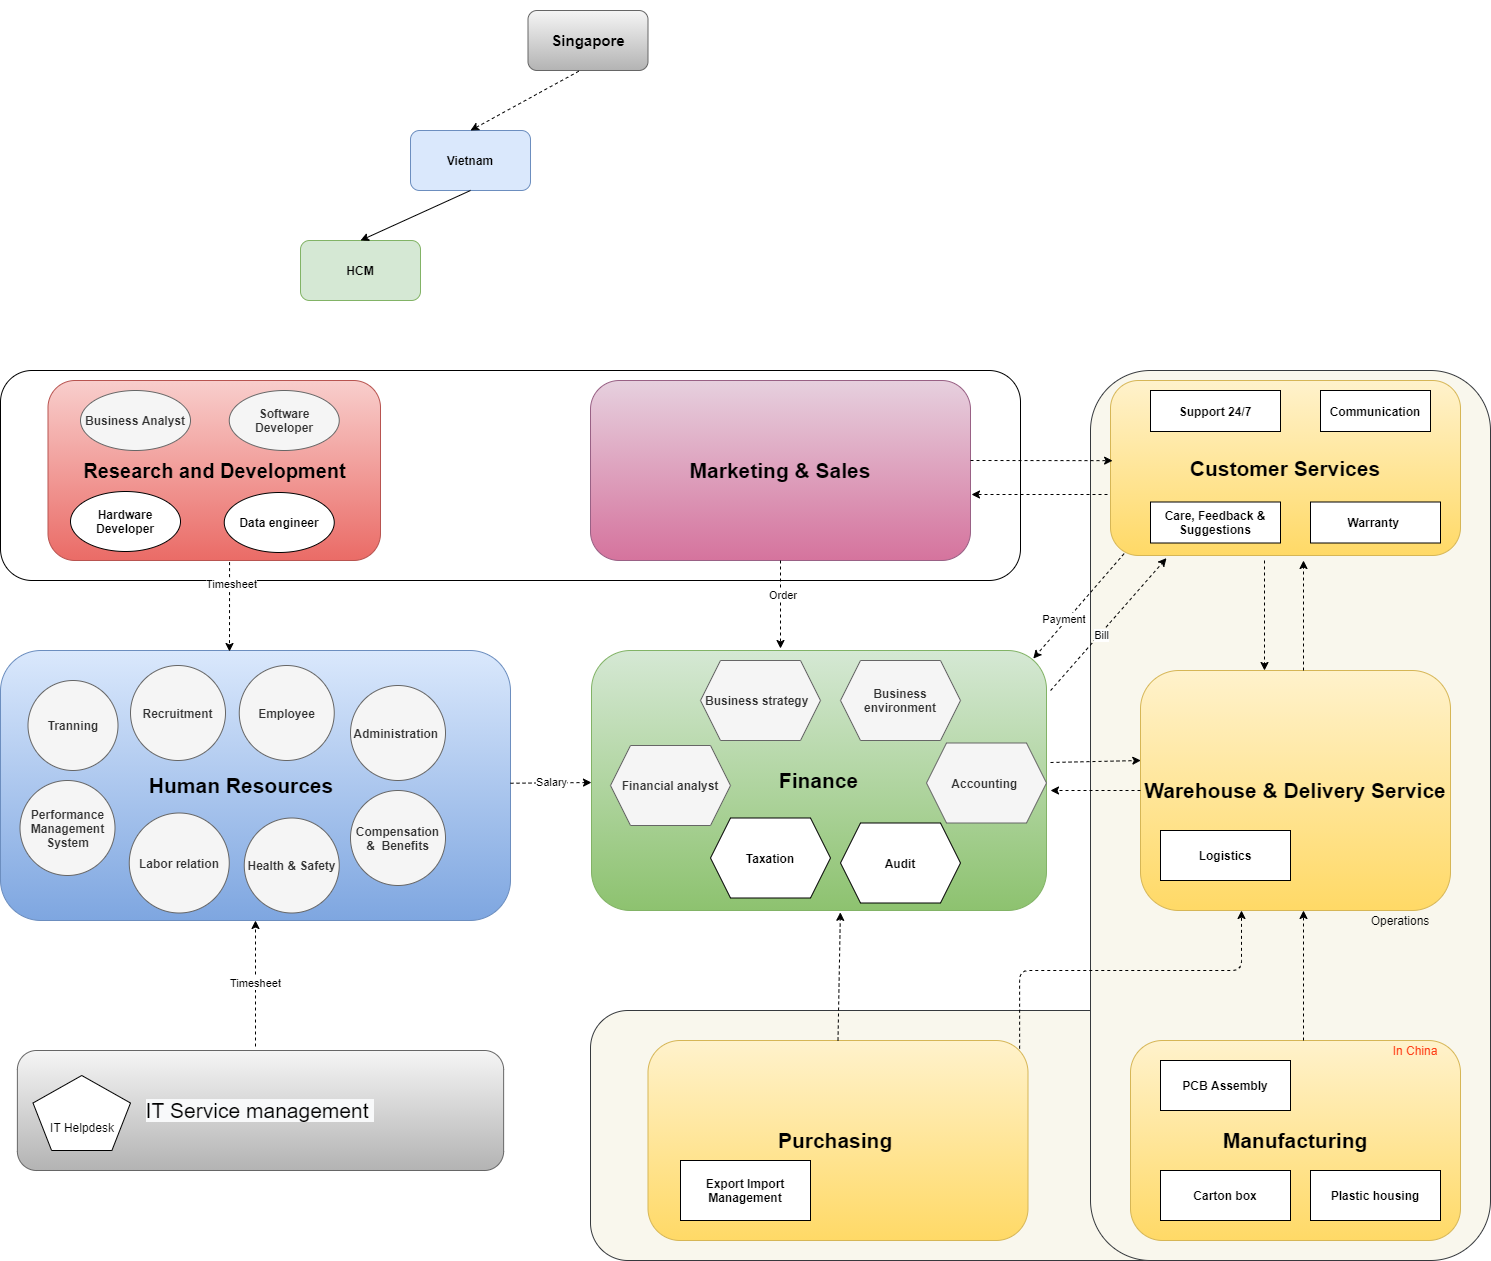 Singapore
Vietnam
HCM
Business Analyst
Software
Developer
Research and Development
Hardware
Developer
Data engineer
Marketing & Sales
Support 24/7
Communication
Customer Services
Care, Feedback &
Suggestions
Warranty
Timesheet
Order
Payment
Bill
Tranning
Recruitment
Employee
Administration
Human Resources
Performance
Management
System
Labor relation
Health & Safety
Compensation
& Benefits
Salary
Business strategy
Business
environment
Financial analyst
Finance
Accounting
Taxation
Audit
Warehouse & Delivery Service
Logistics
Operations
Timesheet
IT Helpdesk
IT Service management
Purchasing
Export Import
Management
In China
PCB Assembly
Manufacturing
Carton box
Plastic housing